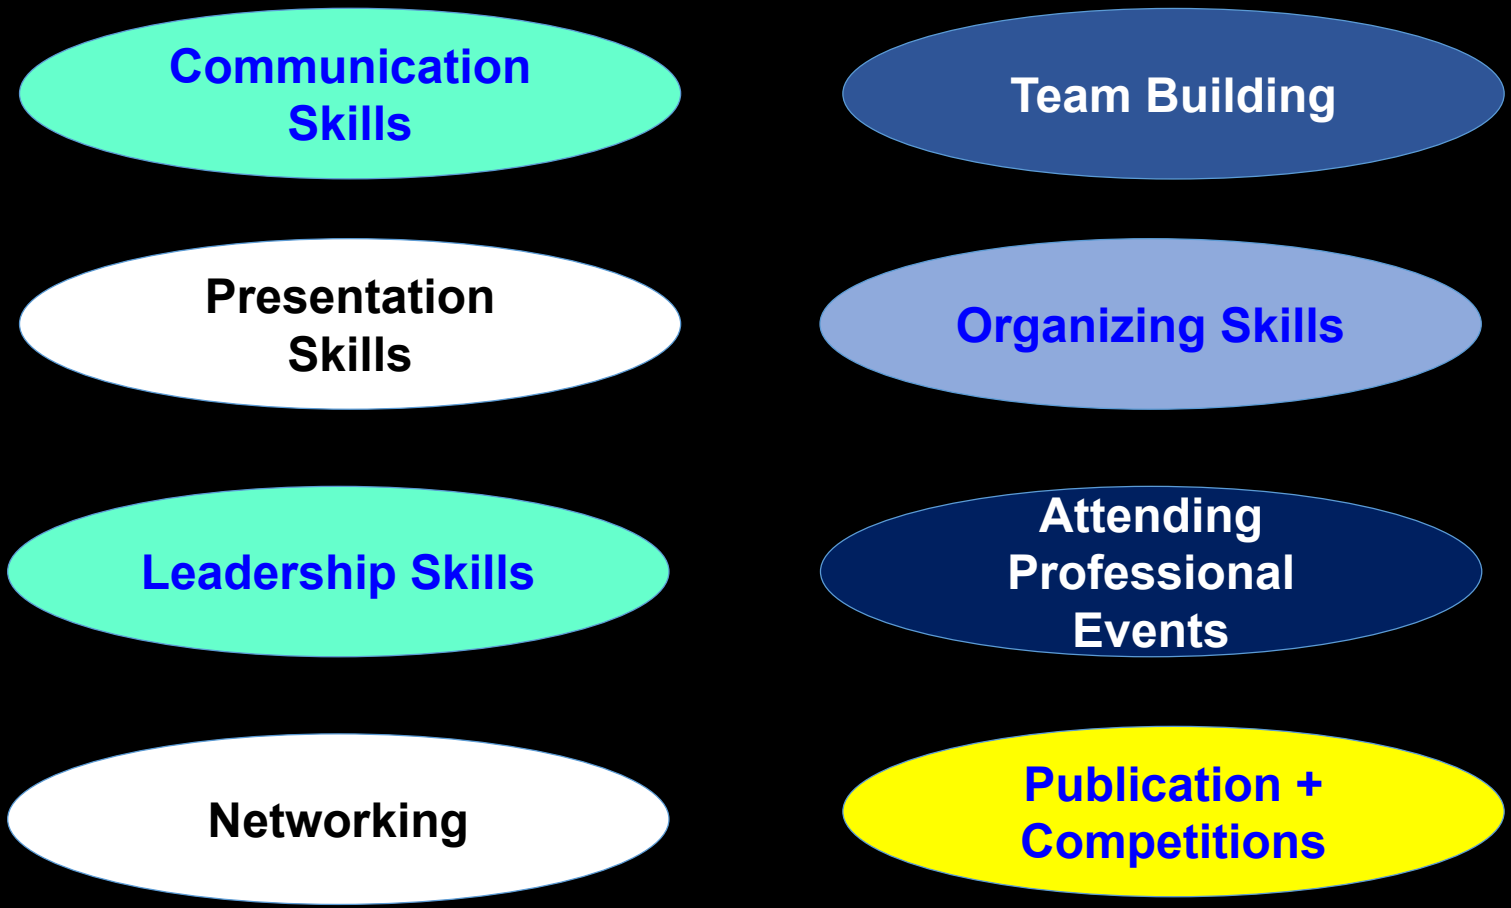 Communication
Skills
Team Building
Presentation
Skills
Organizing Skills
Leadership Skills
Attending
Professional
Events
Networking
Publication +
Competitions